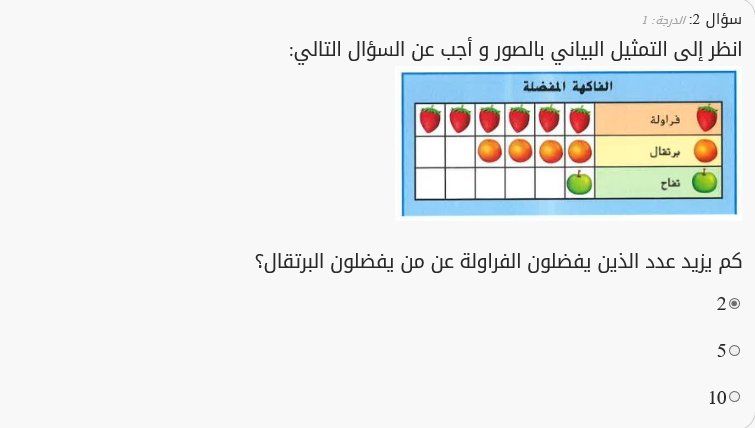 سؤال 2: الدرجة: 1
انظر إلى التمثيل البياني بالصور و أجب عن السؤال التالي:
الفاكهة المفضلة
فراولة
برتقال
تفاح
كم يزيد عدد الذين يفضلون الفراولة عن من يفضلون البرتقال؟
2
5
10